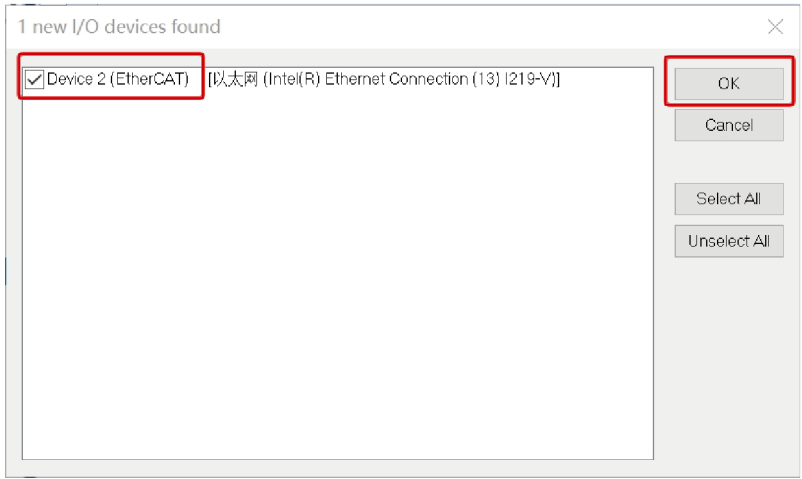 1 new I/O devices found
Device 2 (EtherCAT) [以太网 (Intel(R) Ethernet Connection (13) I219-V)]
OK
Cancel
Select All
Unselect All